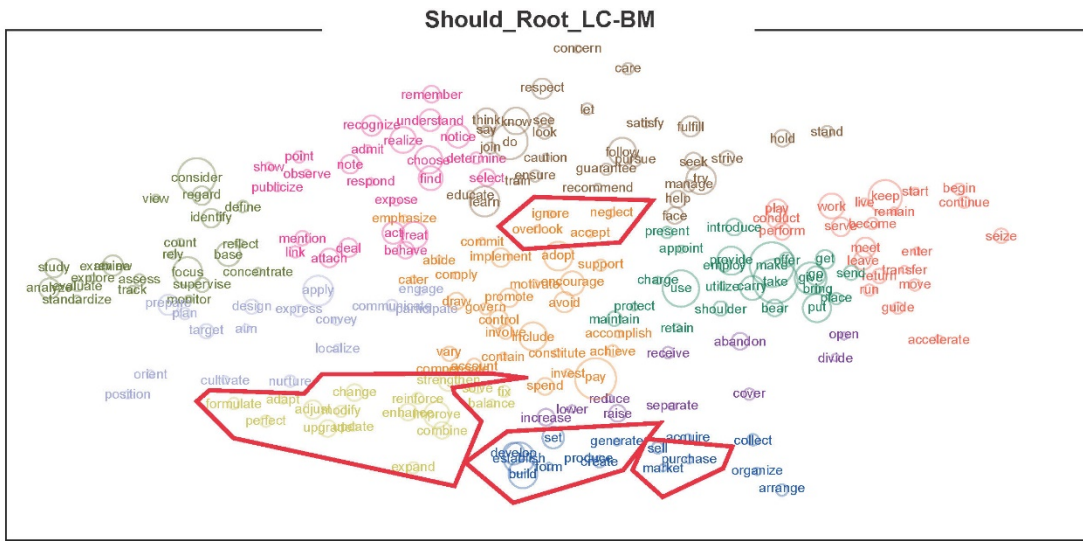 Should_Root_LC-BM
concern
care
respect
remember
let
think know see
recognize understand
say look satisfy fulfill
realize notice do hold stand
admit join follow
point choose determine caution pursue strive
consider show note guarantee seek
observe respond find select ensure try
publicize train recommend manage keep start begin
view regard educate help play work live continue
define expose learn ignore neglect face conduct remain
identify emphasize overlook accept present introduce perform serve become seize
count reflect mention act treat commit appoint
rely base link deal behave implement adopt provide offer get meet enter
attach abide support employ make leave
study examine review focus concentrate cater comply charge give go send transfer
explore assess supervise motivate encourage use utilize carry take bring return
analyze evaluate track apply engage promote place run move
standardize monitor draw avoid protect shoulder bear put guide
prepare design express communicate participate govern
plan convey control maintain
target aim involve include retain open
localize accomplish abandon accelerate
vary contain constitute achieve receive divide
orient account invest pay
position cultivate nurture strengthen solve spend cover
change fix reduce
formulate adapt reinforce balance lower separate
adjust modify enhance improve increase raise
perfect upgrade update combine set generate acquire collect
develop sell
establish produce purchase
expand build form create market organize
arrange